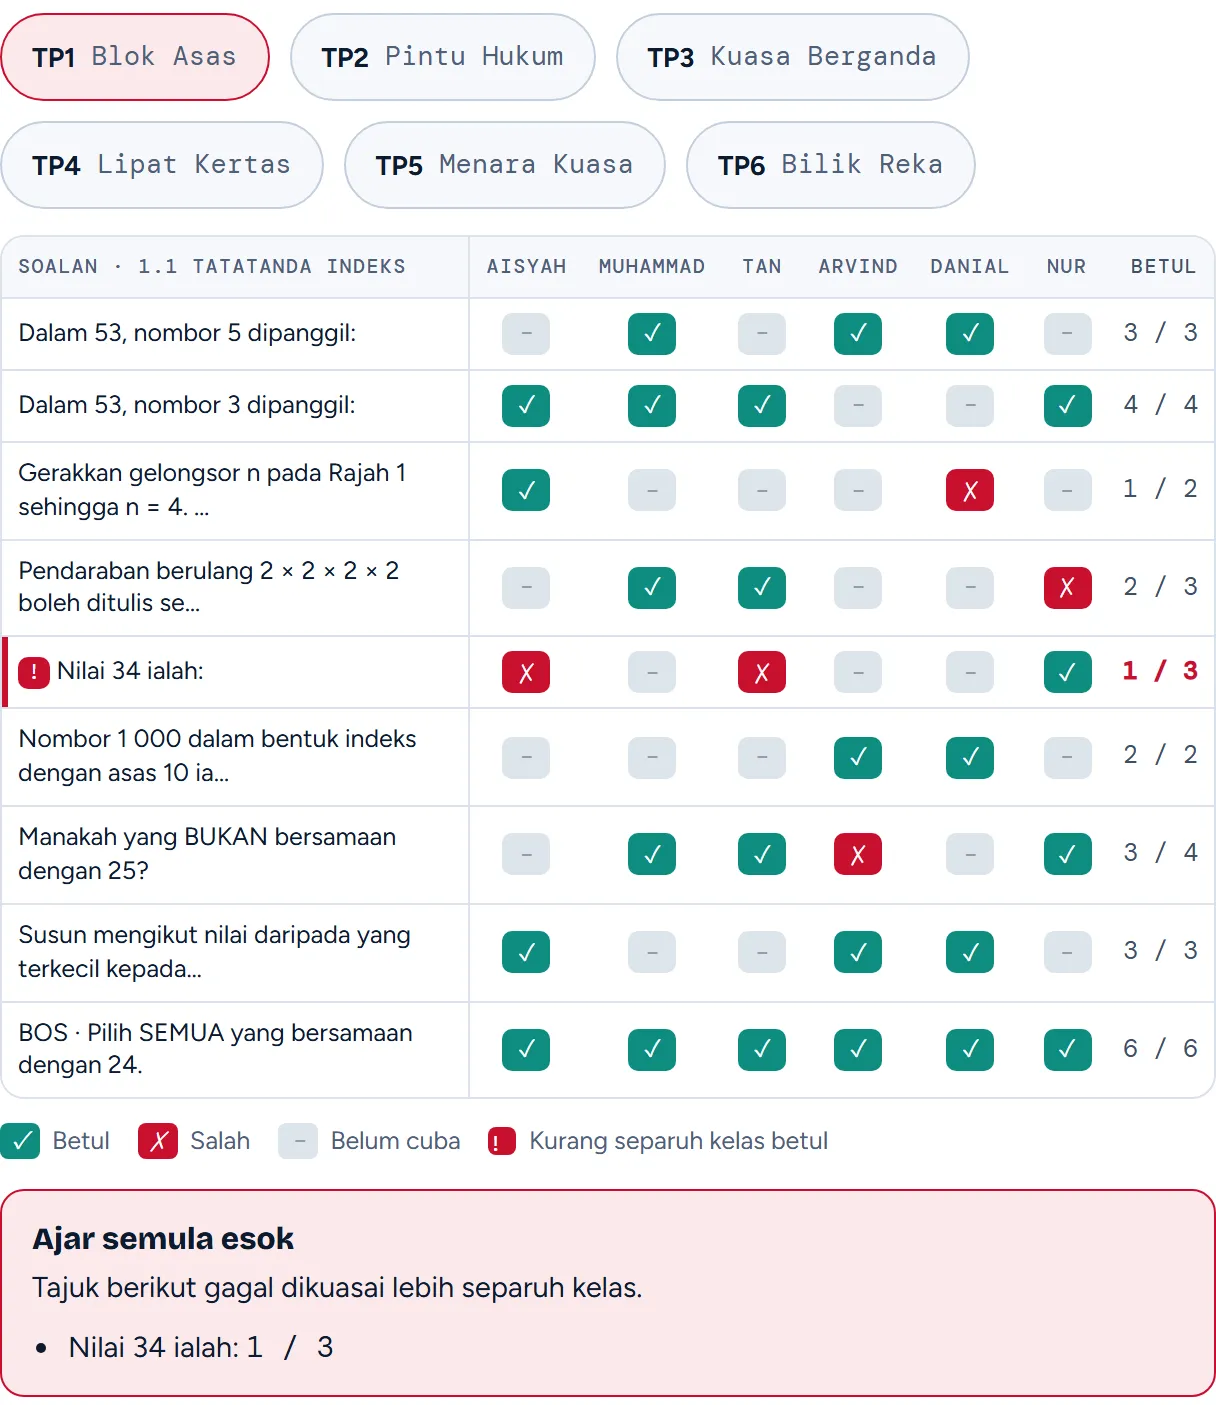 TP1 Blok Asas
TP2 Pintu Hukum
TP3 Kuasa Berganda
TP4 Lipat Kertas
TP5 Menara Kuasa
TP6 Bilik Reka
SOALAN · 1.1 TATATANDA INDEKS AISYAH MUHAMMAD TAN ARVIND DANIAL NUR BETUL
Dalam 53, nombor 5 dipanggil: – ✓ – ✓ ✓ – 3 / 3
Dalam 53, nombor 3 dipanggil: ✓ ✓ ✓ – – ✓ 4 / 4
Gerakkan gelongsor n pada Rajah 1
sehingga n = 4. ... ✓ – – – ✗ – 1 / 2
Pendaraban berulang 2 × 2 × 2 × 2
boleh ditulis se... – ✓ ✓ – – ✗ 2 / 3
! Nilai 34 ialah: ✗ – ✗ – – ✓ 1 / 3
Nombor 1 000 dalam bentuk indeks
dengan asas 10 ia... – – – ✓ ✓ – 2 / 2
Manakah yang BUKAN bersamaan
dengan 25? – ✓ ✓ ✗ – ✓ 3 / 4
Susun mengikut nilai daripada yang
terkecil kepada... ✓ – – ✓ ✓ – 3 / 3
BOS · Pilih SEMUA yang bersamaan
dengan 24. ✓ ✓ ✓ ✓ ✓ ✓ 6 / 6
✓ Betul ✗ Salah – Belum cuba ! Kurang separuh kelas betul
Ajar semula esok
Tajuk berikut gagal dikuasai lebih separuh kelas.
• Nilai 34 ialah: 1 / 3